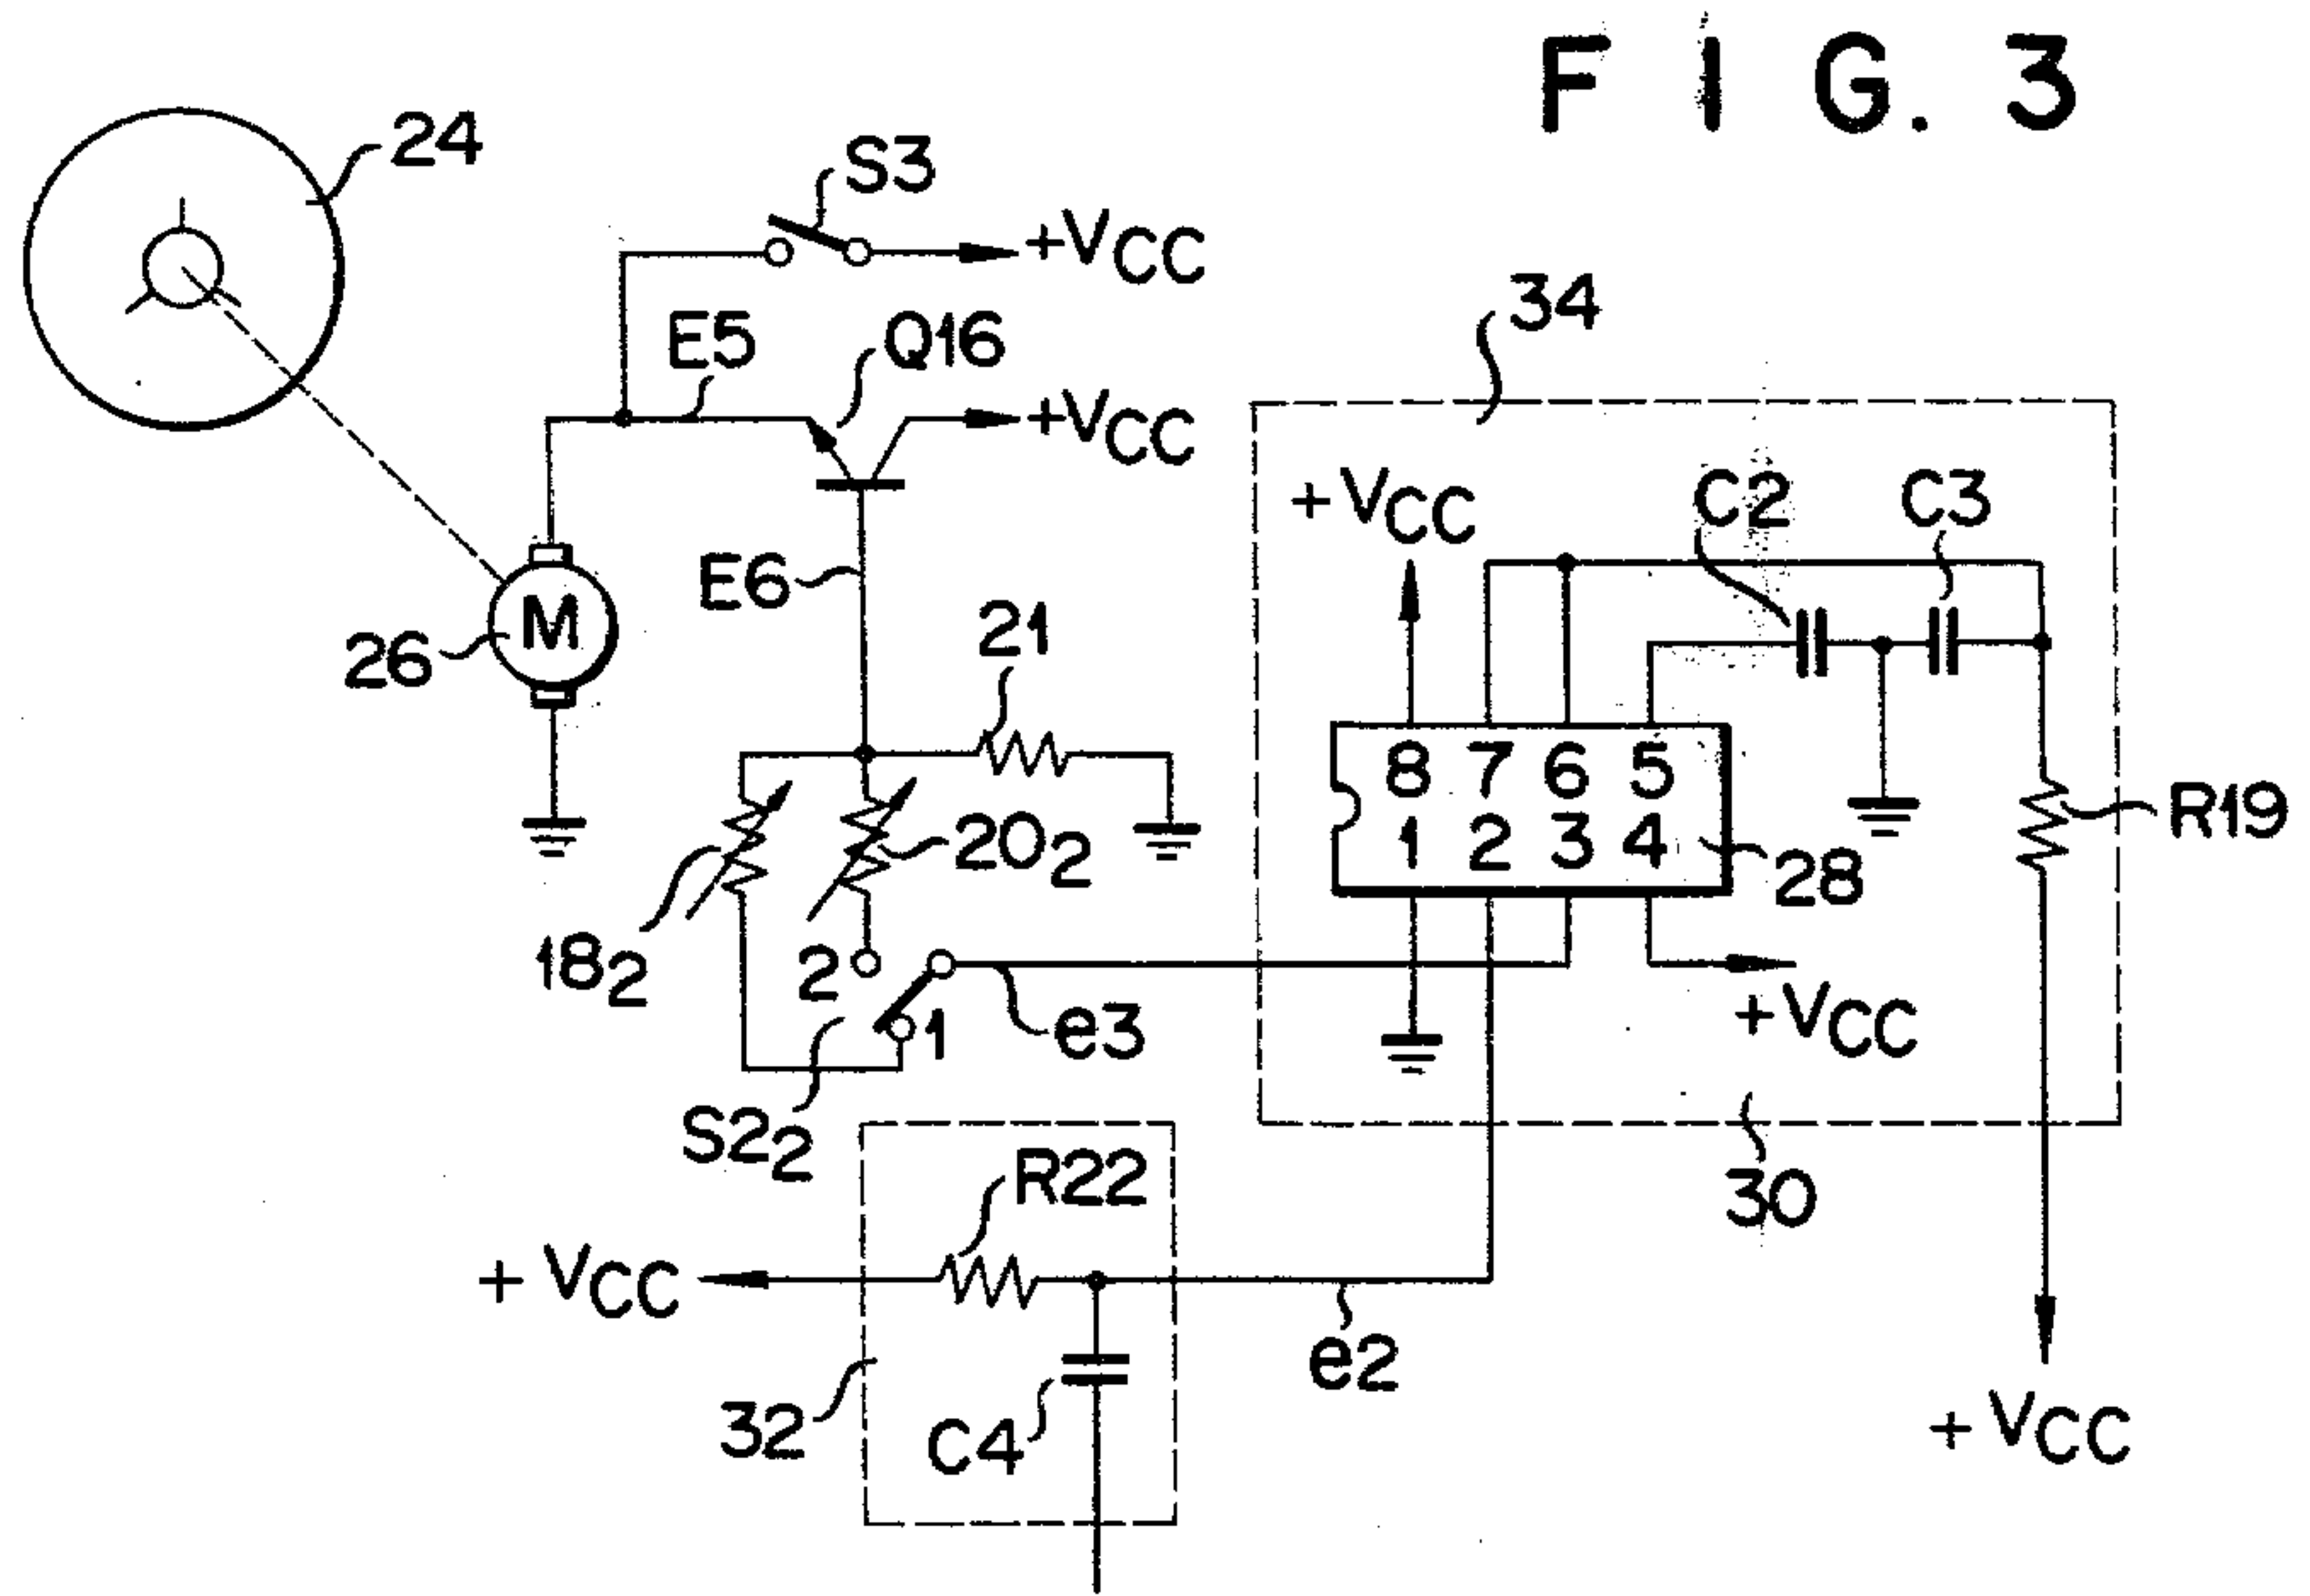 FIG. 3
24
S3
+VCC
34
E5
Q16
+VCC
+VCC
C2
C3
E6
21
26
M
8 7 6 5
R19
1 2 3 4
20₂
28
18₂
2
1
e3
+VCC
S2₂
R22
30
+VCC
e2
32
C4
+VCC